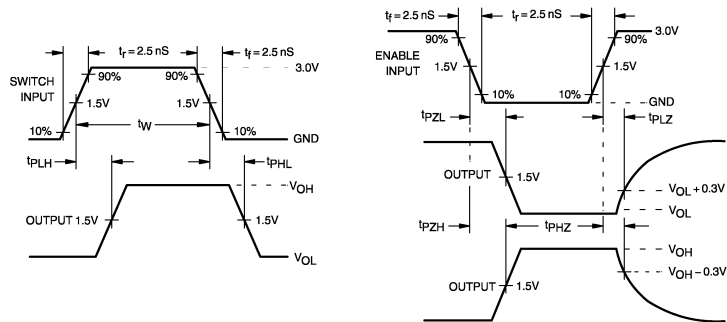 tr = 2.5 nS
tf = 2.5 nS
SWITCH
INPUT
90%
90%
3.0V
1.5V
1.5V
10%
10%
tW
GND
tPLH
tPHL
VOH
OUTPUT 1.5V
1.5V
VOL
tf = 2.5 nS
tr = 2.5 nS
3.0V
90%
90%
ENABLE
INPUT
1.5V
1.5V
10%
10%
GND
tPZL
tPLZ
OUTPUT
1.5V
VOL + 0.3V
VOL
tPZH
tPHZ
VOH
VOH – 0.3V
OUTPUT
1.5V